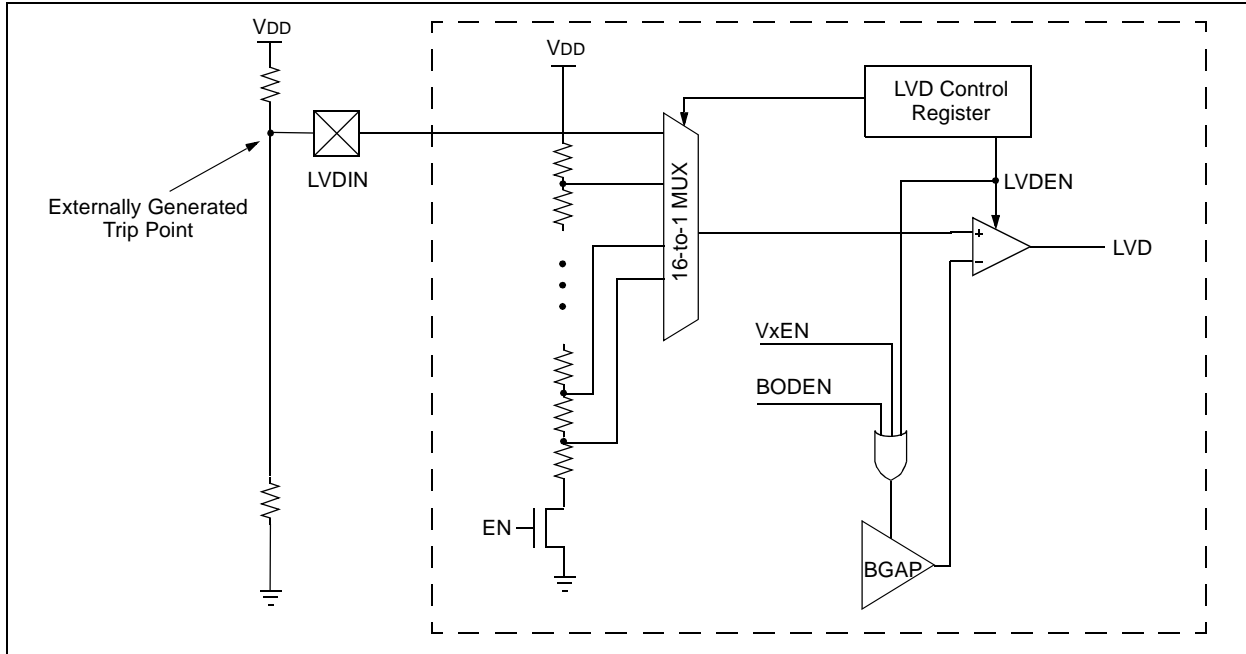 VDD
VDD
LVD Control
Register
LVDIN
16-to-1 MUX
LVDEN
Externally Generated
Trip Point
+
–
LVD
VxEN
BODEN
EN
BGAP